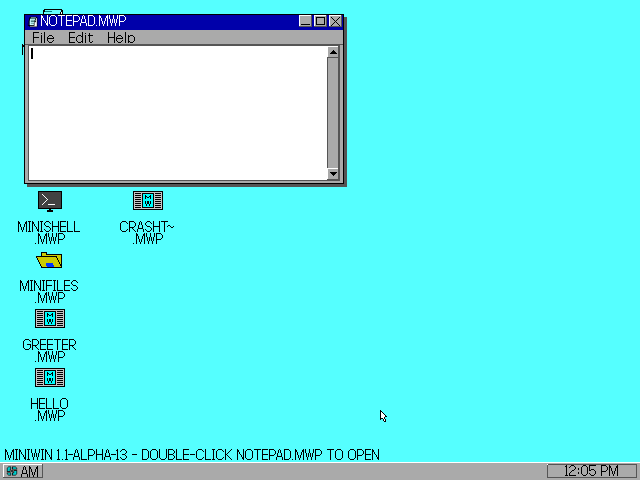 NOTEPAD.MWP
File Edit Help
MINISHELL
.MWP
CRASHT~
.MWP
MINIFILES
.MWP
GREETER
.MWP
HELLO
.MWP
MINIWIN 1.1-ALPHA-13 - DOUBLE-CLICK NOTEPAD.MWP TO OPEN
AM
12:05 PM